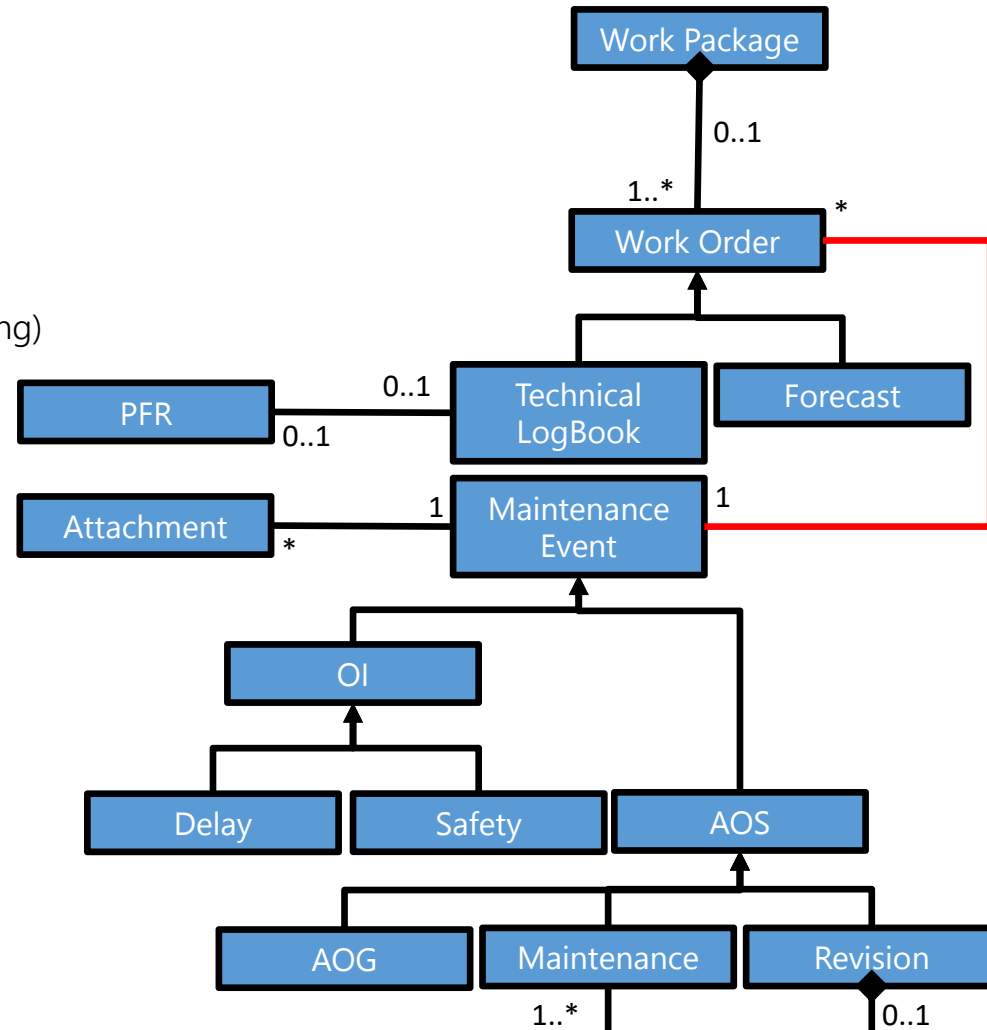 Work Package
0..1
1..*
*
Work Order
ng)
0..1
Technical
LogBook
Forecast
PFR
0..1
Attachment
*
1
Maintenance
Event
1
OI
Delay
Safety
AOS
AOG
Maintenance
Revision
1..*
0..1